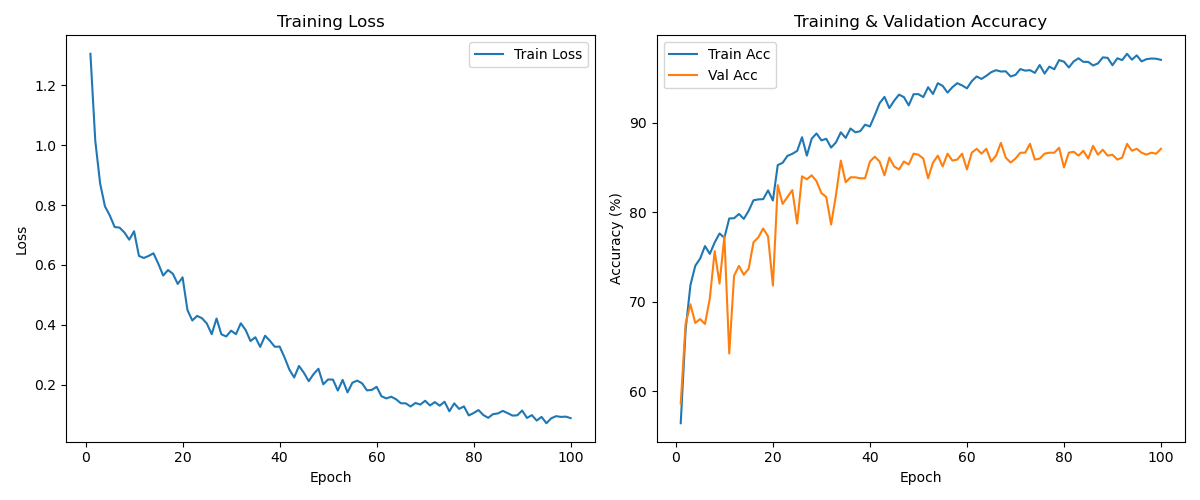 Training Loss
Train Loss
Loss
1.2
1.0
0.8
0.6
0.4
0.2
0 20 40 60 80 100
Epoch
Training & Validation Accuracy
Train Acc
Val Acc
Accuracy (%)
90
80
70
60
0 20 40 60 80 100
Epoch